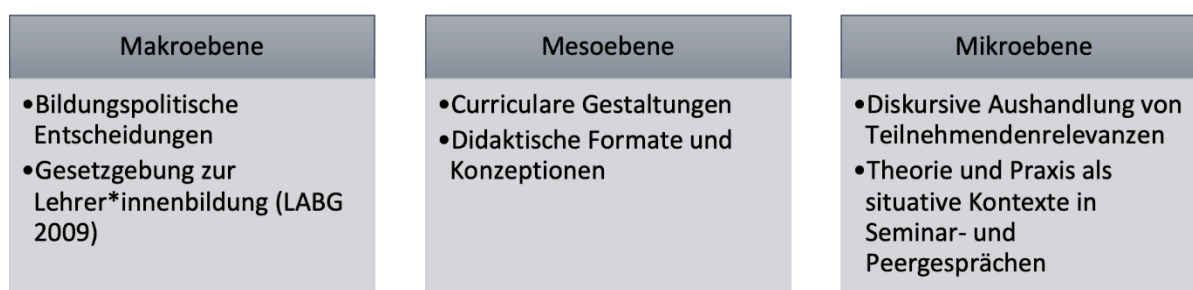 Makroebene
•Bildungspolitische
Entscheidungen
•Gesetzgebung zur
Lehrer*innenbildung (LABG
2009)
Mesoebene
•Curriculare Gestaltungen
•Didaktische Formate und
Konzeptionen
Mikroebene
•Diskursive Aushandlung von
Teilnehmendenrelevanzen
•Theorie und Praxis als
situative Kontexte in
Seminar- und
Peergesprächen